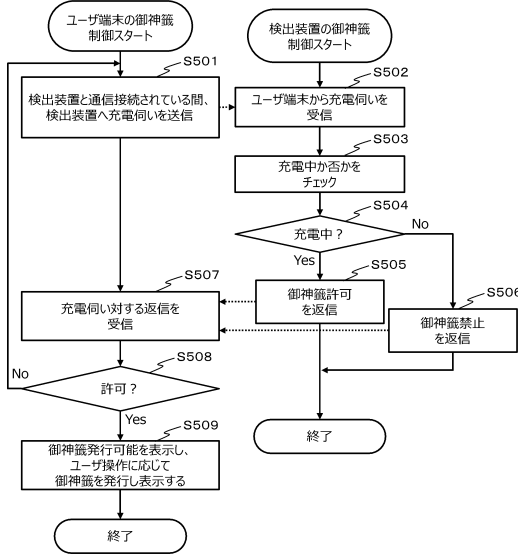 ユーザ端末の御神籤
制御スタート
S501
検出装置と通信接続されている間、
検出装置へ充電伺いを送信
S507
充電伺い対する返信を
受信
S508
許可？
No
Yes
S509
御神籤発行可能を表示し、
ユーザ操作に応じて
御神籤を発行し表示する
終了
検出装置の御神籤
制御スタート
S502
ユーザ端末から充電伺いを
受信
S503
充電中か否かを
チェック
S504
充電中？
No
Yes
S505
御神籤許可
を返信
S506
御神籤禁止
を返信
終了